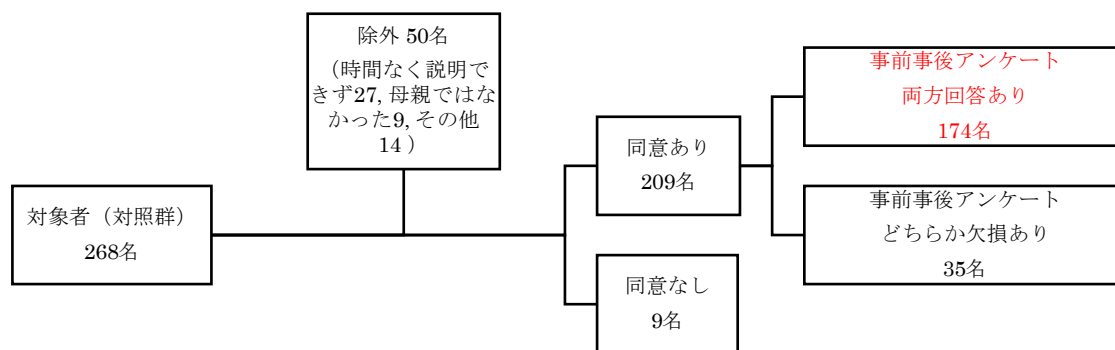 対象者（対照群）
268名
除外 50名
（時間なく説明で
きず27, 母親ではな
かった9, その他
14 ）
同意あり
209名
同意なし
9名
事前事後アンケート
両方回答あり
174名
事前事後アンケート
どちらか欠損あり
35名